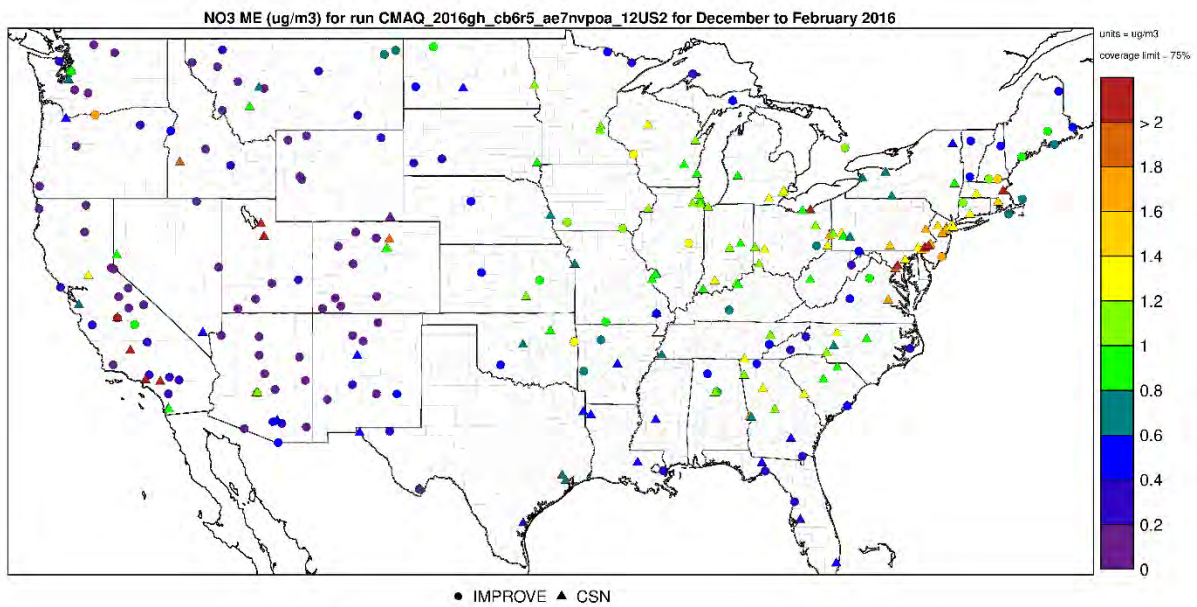 NO3 ME (ug/m3) for run CMAQ_2016gh_cb6r5_ae7nvpoa_12US2 for December to February 2016
units = ug/m3
coverage limit = 75%
> 2
1.8
1.6
1.4
1.2
1
0.8
0.6
0.4
0.2
0
IMPROVE CSN